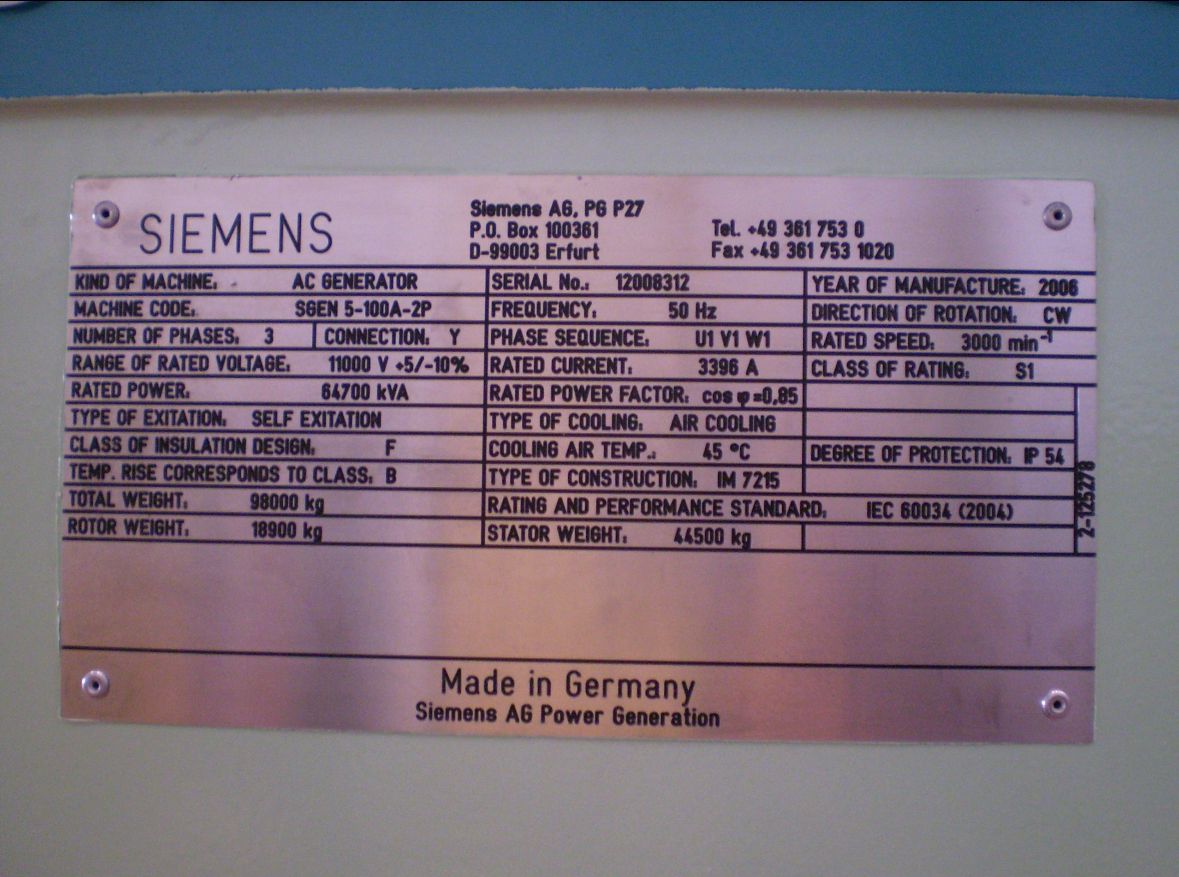 SIEMENS
Siemens AG, PG P27
P.O. Box 100361
D-99003 Erfurt
Tel. +49 361 753 0
Fax +49 361 753 1020
KIND OF MACHINE: AC GENERATOR SERIAL No.: 12008312 YEAR OF MANUFACTURE: 2006
MACHINE CODE: SGEN 5-100A-2P FREQUENCY: 50 Hz DIRECTION OF ROTATION: CW
NUMBER OF PHASES: 3 CONNECTION: Y PHASE SEQUENCE: U1 V1 W1 RATED SPEED: 3000 min⁻¹
RANGE OF RATED VOLTAGE: 11000 V +5/-10% RATED CURRENT: 3396 A CLASS OF RATING: S1
RATED POWER: 64700 kVA RATED POWER FACTOR: cos φ =0,85
TYPE OF EXITATION: SELF EXITATION TYPE OF COOLING: AIR COOLING
CLASS OF INSULATION DESIGN: F COOLING AIR TEMP.: 45 °C DEGREE OF PROTECTION: IP 54
TEMP. RISE CORRESPONDS TO CLASS: B TYPE OF CONSTRUCTION: IM 7215
TOTAL WEIGHT: 98000 kg RATING AND PERFORMANCE STANDARD: IEC 60034 (2004)
ROTOR WEIGHT: 18900 kg STATOR WEIGHT: 44500 kg
2-125278
Made in Germany
Siemens AG Power Generation